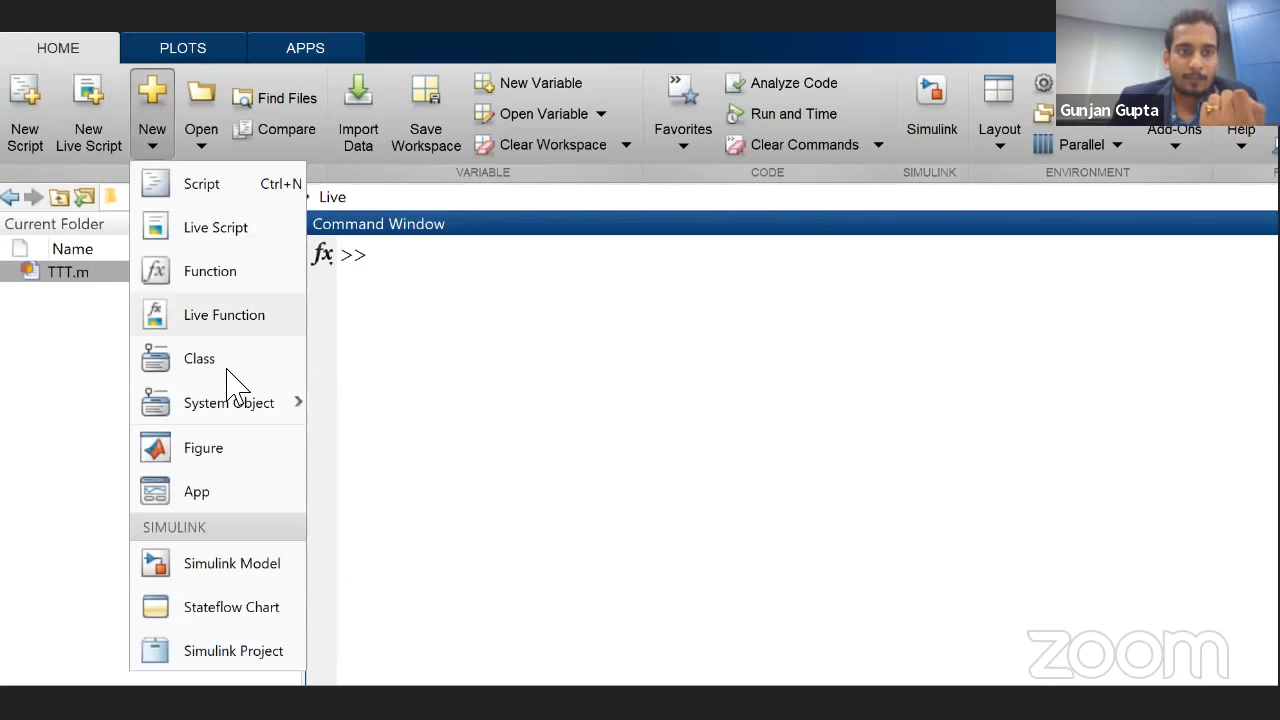 HOME PLOTS APPS
New Script
New Live Script
New
Open
Find Files
Compare
Import Data
Save Workspace
New Variable
Open Variable
Clear Workspace
VARIABLE
Favorites
Analyze Code
Run and Time
Clear Commands
CODE
Simulink
SIMULINK
Layout
Parallel
Add-Ons
Help
ENVIRONMENT
Gunjan Gupta
Live
Current Folder
Name
TTT.m
Script Ctrl+N
Live Script
Function
Live Function
Class
System Object
Figure
App
SIMULINK
Simulink Model
Stateflow Chart
Simulink Project
Command Window
fx >>
zoom